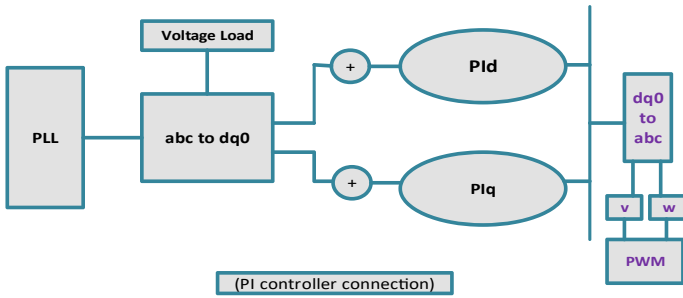 Voltage Load
PLL
abc to dq0
+
PId
+
PIq
dq0
to
abc
v
w
PWM
(PI controller connection)